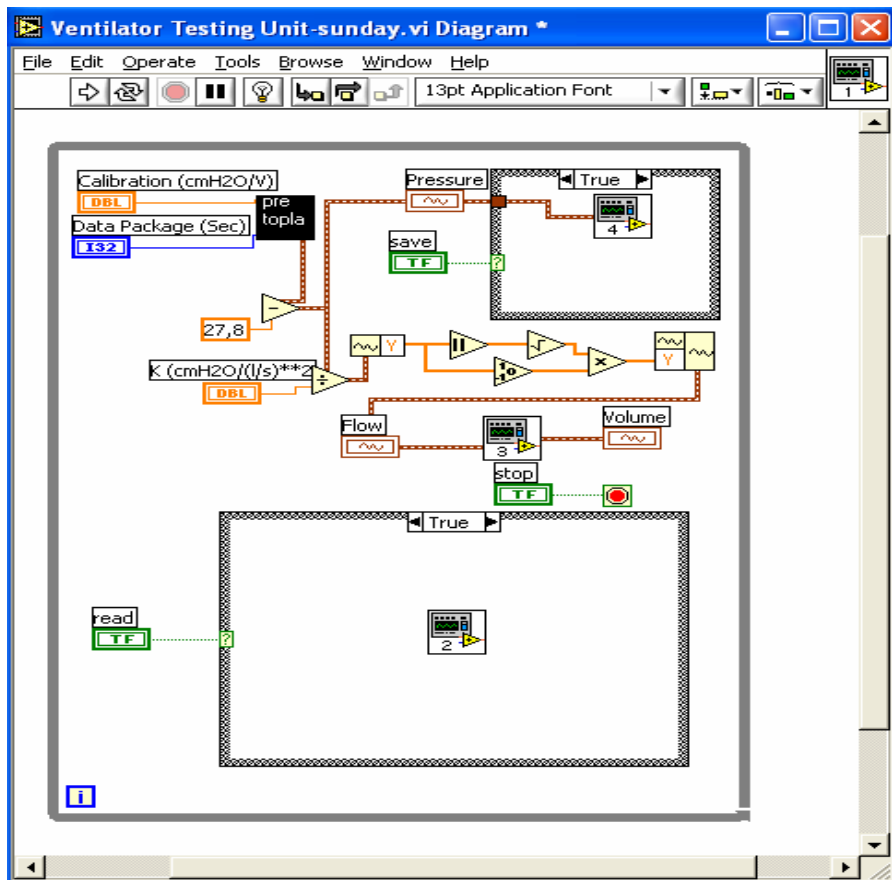 Ventilator Testing Unit-sunday.vi Diagram *
File Edit Operate Tools Browse Window Help
13pt Application Font
1
Calibration (cmH2O/V)
DBL
pre
topla
Data Package (Sec)
I32
Pressure
True
4
save
TF
?
27,8
K (cmH2O/(l/s)**2
DBL
Y
Y
Flow
3
Volume
stop
TF
True
read
TF
?
2
i